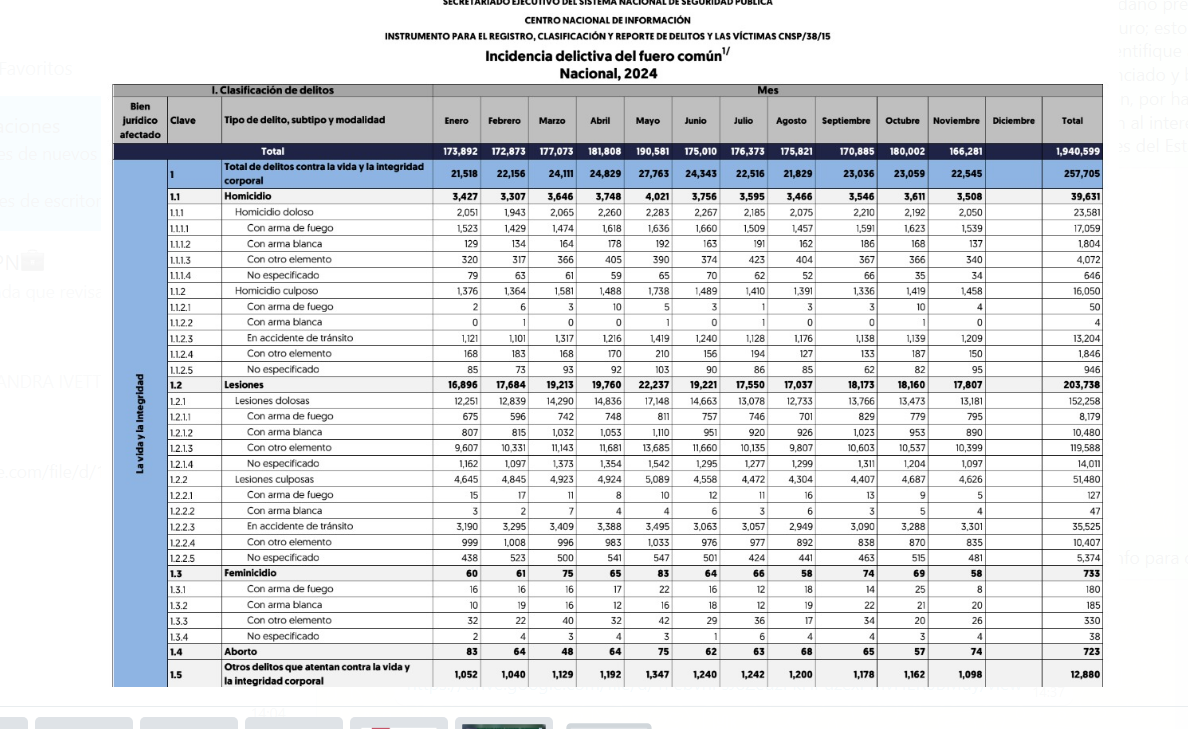 SECRETARIADO EJECUTIVO DEL SISTEMA NACIONAL DE SEGURIDAD PÚBLICA
CENTRO NACIONAL DE INFORMACIÓN
INSTRUMENTO PARA EL REGISTRO, CLASIFICACIÓN Y REPORTE DE DELITOS Y LAS VÍCTIMAS CNSP/38/15
Incidencia delictiva del fuero común1/
Nacional, 2024
I. Clasificación de delitos Mes
Bien jurídico afectado Clave Tipo de delito, subtipo y modalidad Enero Febrero Marzo Abril Mayo Junio Julio Agosto Septiembre Octubre Noviembre Diciembre Total
Total 173,892 172,873 177,073 181,808 190,581 175,010 176,373 175,821 170,885 180,002 166,281 1,940,599
La vida y la Integridad
1 Total de delitos contra la vida y la integridad corporal 21,518 22,156 24,111 24,829 27,763 24,343 22,516 21,829 23,036 23,059 22,545 257,705
1.1 Homicidio 3,427 3,307 3,646 3,748 4,021 3,756 3,595 3,466 3,546 3,611 3,508 39,631
1.1.1 Homicidio doloso 2,051 1,943 2,065 2,260 2,283 2,267 2,185 2,075 2,210 2,192 2,050 23,581
1.1.1.1 Con arma de fuego 1,523 1,429 1,474 1,618 1,636 1,660 1,509 1,457 1,591 1,623 1,539 17,059
1.1.1.2 Con arma blanca 129 134 164 178 192 163 191 162 186 168 137 1,804
1.1.1.3 Con otro elemento 320 317 366 405 390 374 423 404 367 366 340 4,072
1.1.1.4 No especificado 79 63 61 59 65 70 62 52 66 35 34 646
1.1.2 Homicidio culposo 1,376 1,364 1,581 1,488 1,738 1,489 1,410 1,391 1,336 1,419 1,458 16,050
1.1.2.1 Con arma de fuego 2 6 3 10 5 3 1 3 3 10 4 50
1.1.2.2 Con arma blanca 0 1 0 0 1 0 1 0 0 1 0 4
1.1.2.3 En accidente de tránsito 1,121 1,101 1,317 1,216 1,419 1,240 1,128 1,176 1,138 1,139 1,209 13,204
1.1.2.4 Con otro elemento 168 183 168 170 210 156 194 127 133 187 150 1,846
1.1.2.5 No especificado 85 73 93 92 103 90 86 85 62 82 95 946
1.2 Lesiones 16,896 17,684 19,213 19,760 22,237 19,221 17,550 17,037 18,173 18,160 17,807 203,738
1.2.1 Lesiones dolosas 12,251 12,839 14,290 14,836 17,148 14,663 13,078 12,733 13,766 13,473 13,181 152,258
1.2.1.1 Con arma de fuego 675 596 742 748 811 757 746 701 829 779 795 8,179
1.2.1.2 Con arma blanca 807 815 1,032 1,053 1,110 951 920 926 1,023 953 890 10,480
1.2.1.3 Con otro elemento 9,607 10,331 11,143 11,681 13,685 11,660 10,135 9,807 10,603 10,537 10,399 119,588
1.2.1.4 No especificado 1,162 1,097 1,373 1,354 1,542 1,295 1,277 1,299 1,311 1,204 1,097 14,011
1.2.2 Lesiones culposas 4,645 4,845 4,923 4,924 5,089 4,558 4,472 4,304 4,407 4,687 4,626 51,480
1.2.2.1 Con arma de fuego 15 17 11 8 10 12 11 16 13 9 5 127
1.2.2.2 Con arma blanca 3 2 7 4 4 6 3 6 3 5 4 47
1.2.2.3 En accidente de tránsito 3,190 3,295 3,409 3,388 3,495 3,063 3,057 2,949 3,090 3,288 3,301 35,525
1.2.2.4 Con otro elemento 999 1,008 996 983 1,033 976 977 892 838 870 835 10,407
1.2.2.5 No especificado 438 523 500 541 547 501 424 441 463 515 481 5,374
1.3 Feminicidio 60 61 75 65 83 64 66 58 74 69 58 733
1.3.1 Con arma de fuego 16 16 16 17 22 16 12 18 14 25 8 180
1.3.2 Con arma blanca 10 19 16 12 16 18 12 19 22 21 20 185
1.3.3 Con otro elemento 32 22 40 32 42 29 36 17 34 20 26 330
1.3.4 No especificado 2 4 3 4 3 1 6 4 4 3 4 38
1.4 Aborto 83 64 48 64 75 62 63 68 65 57 74 723
1.5 Otros delitos que atentan contra la vida y la integridad corporal 1,052 1,040 1,129 1,192 1,347 1,240 1,242 1,200 1,178 1,162 1,098 12,880